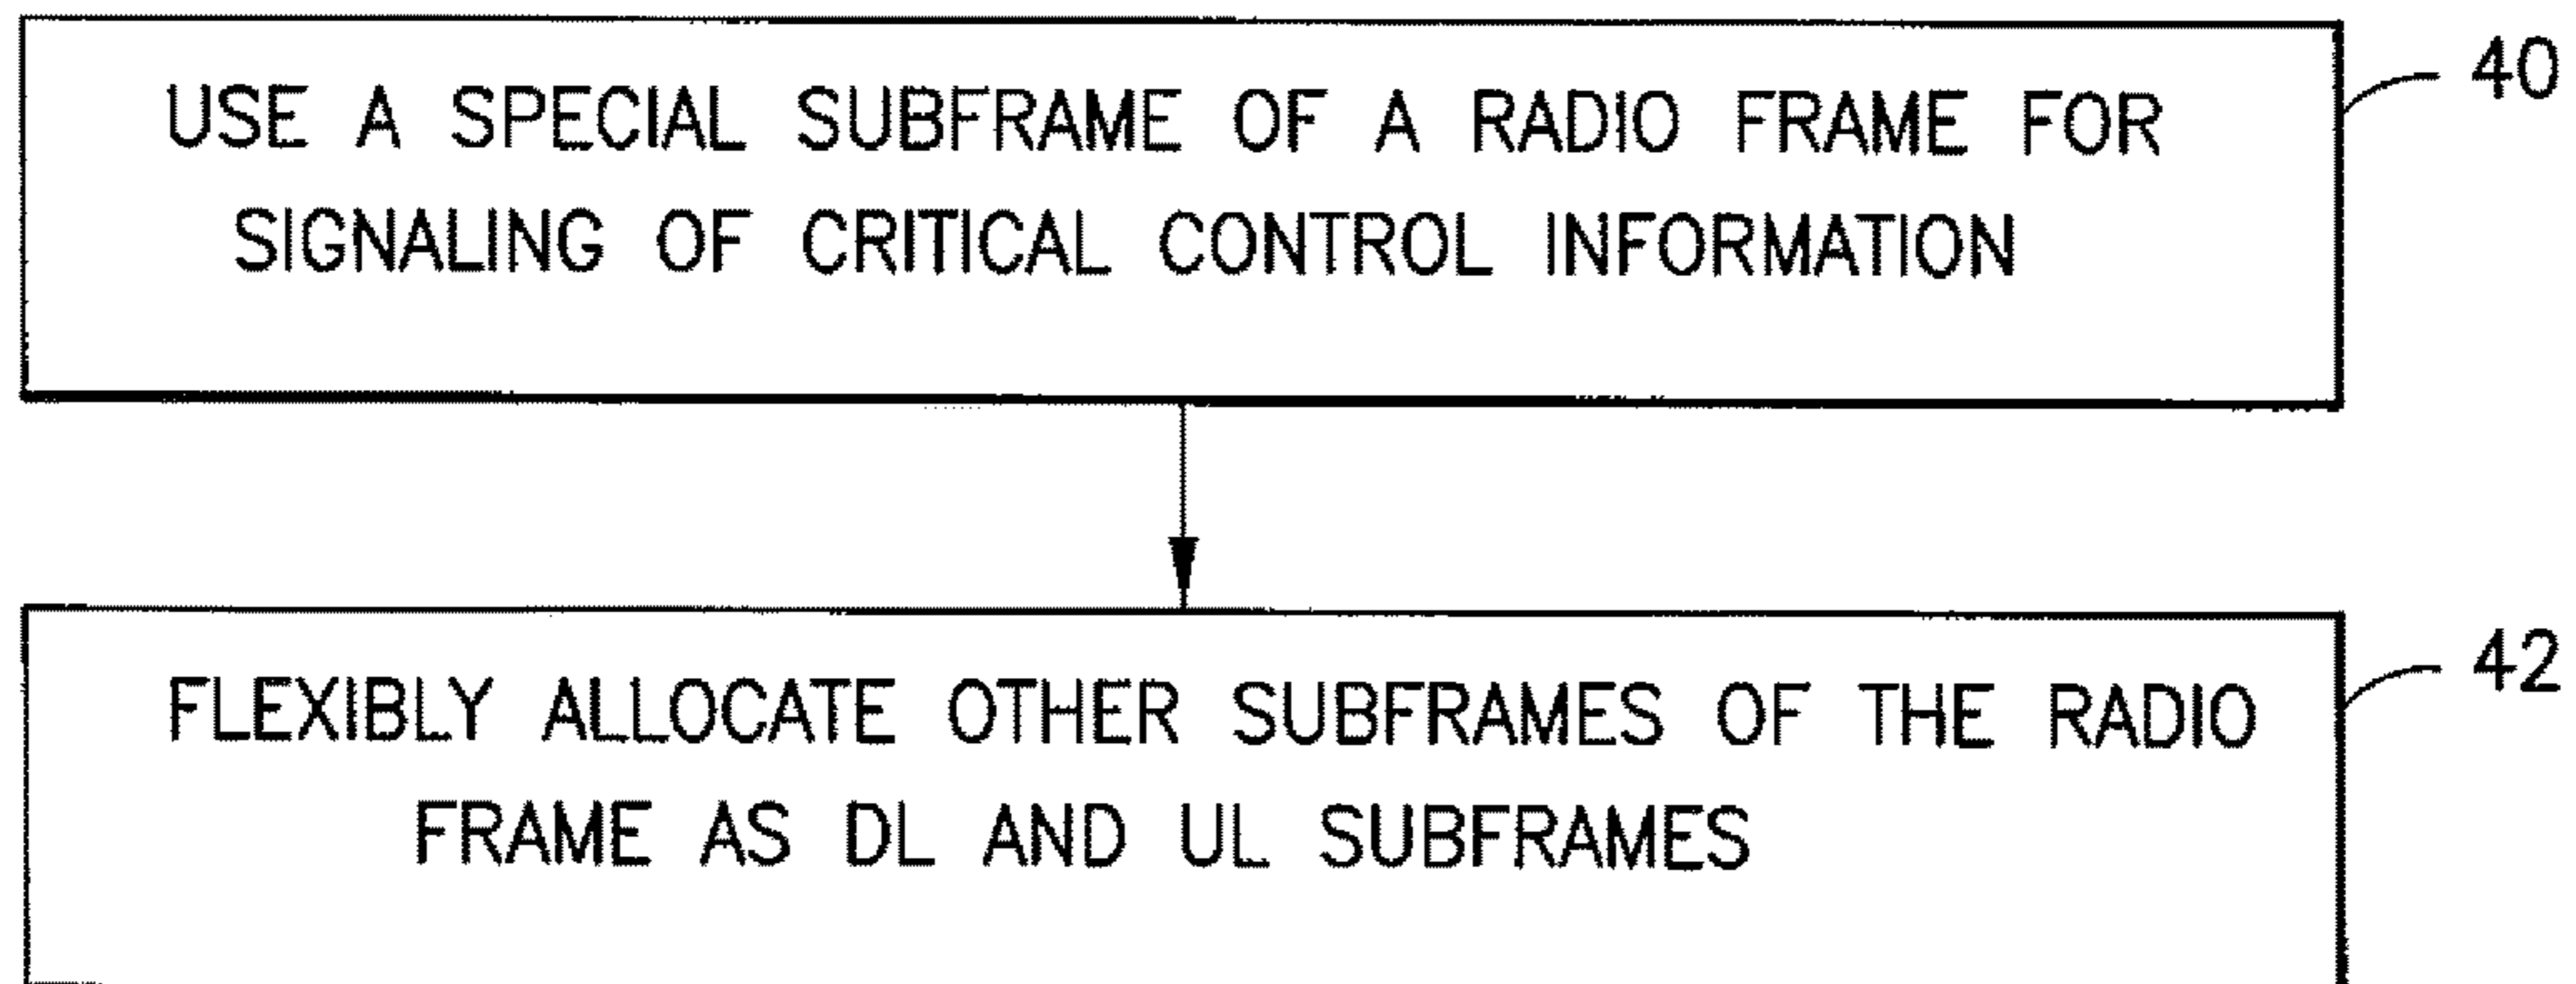 USE A SPECIAL SUBFRAME OF A RADIO FRAME FOR
SIGNALING OF CRITICAL CONTROL INFORMATION
40
FLEXIBLY ALLOCATE OTHER SUBFRAMES OF THE RADIO
FRAME AS DL AND UL SUBFRAMES
42